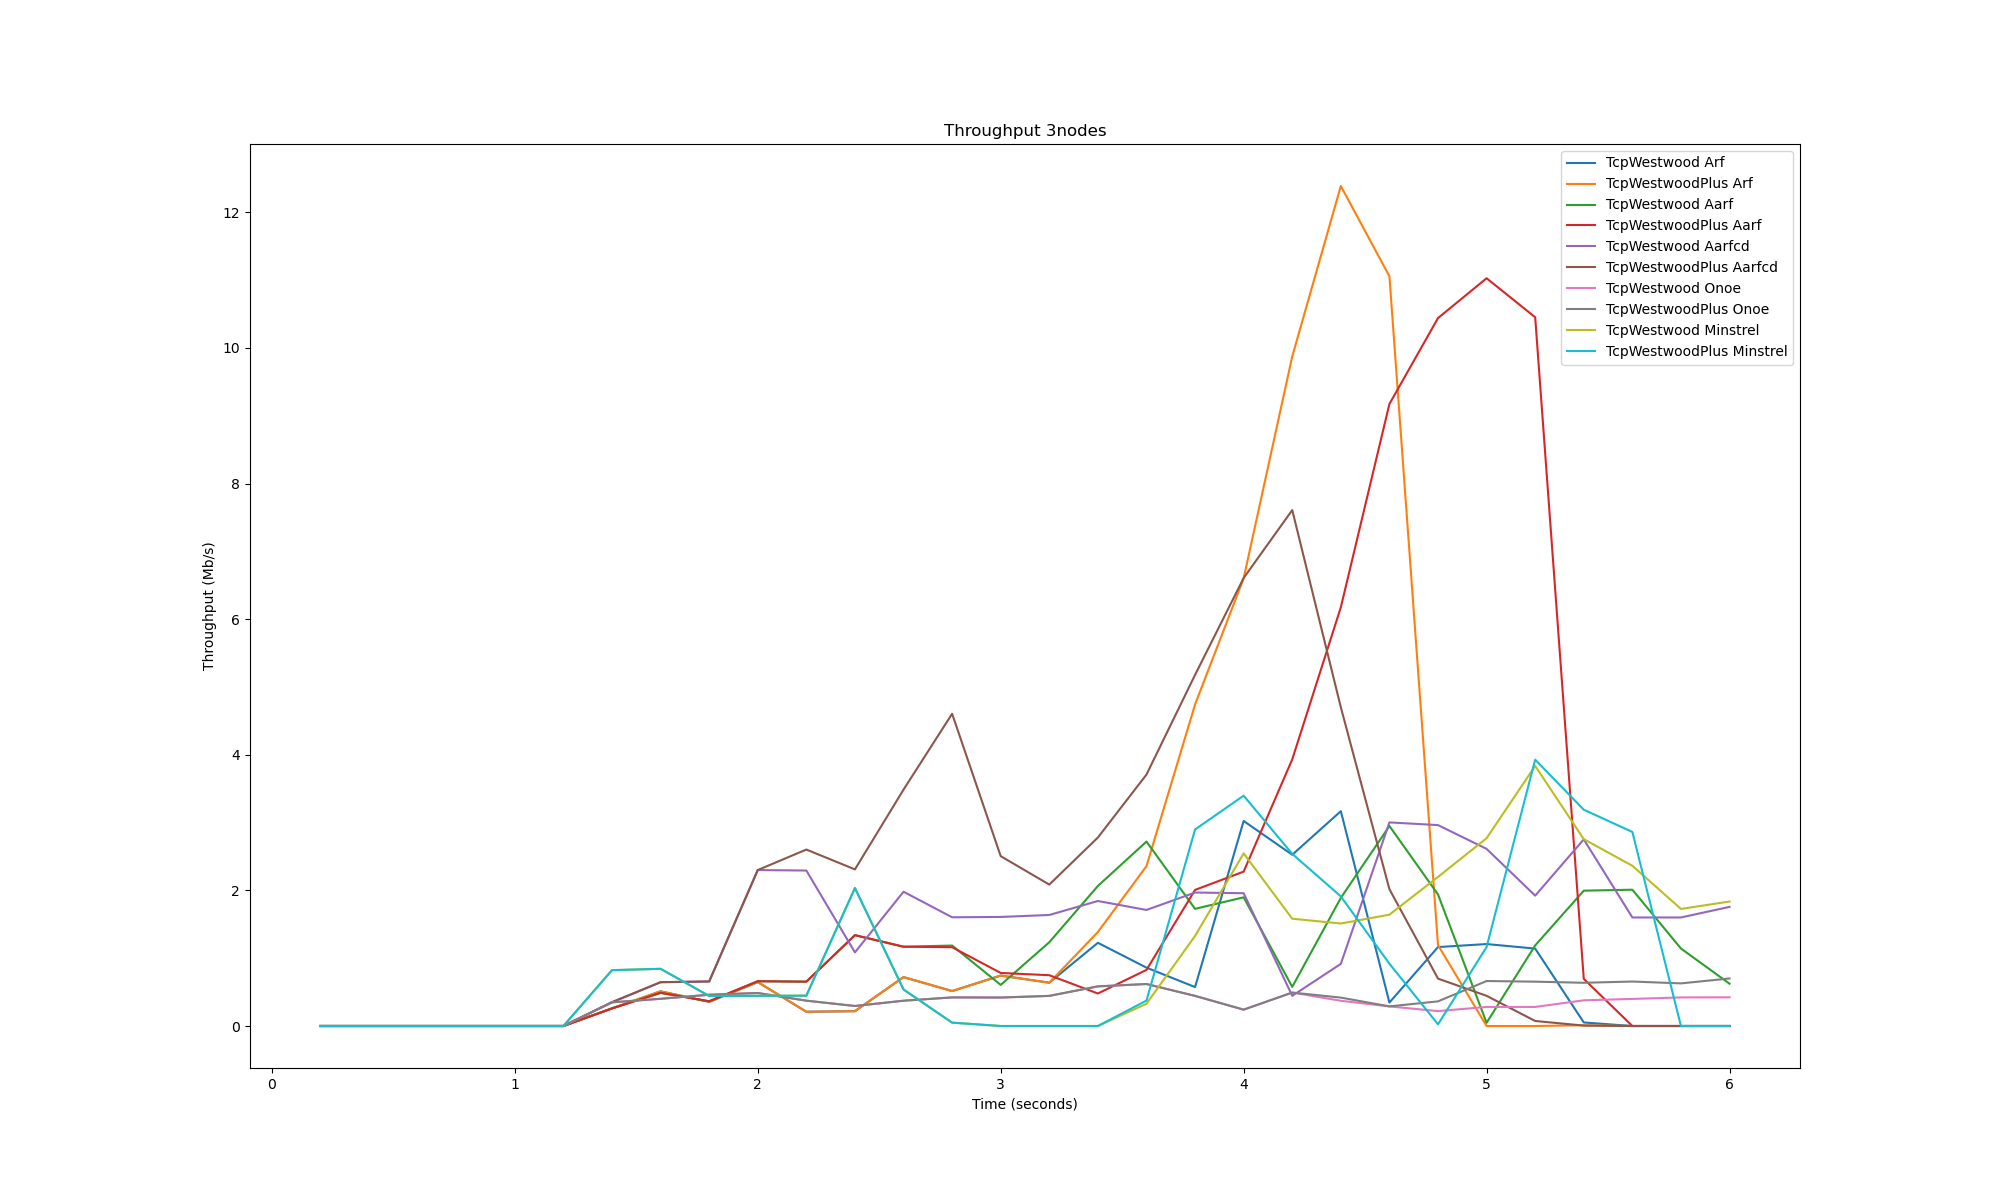 Throughput 3nodes
TcpWestwood Arf
TcpWestwoodPlus Arf
TcpWestwood Aarf
TcpWestwoodPlus Aarf
TcpWestwood Aarfcd
TcpWestwoodPlus Aarfcd
TcpWestwood Onoe
TcpWestwoodPlus Onoe
TcpWestwood Minstrel
TcpWestwoodPlus Minstrel
12
10
8
6
4
2
0
Throughput (Mb/s)
0 1 2 3 4 5 6
Time (seconds)